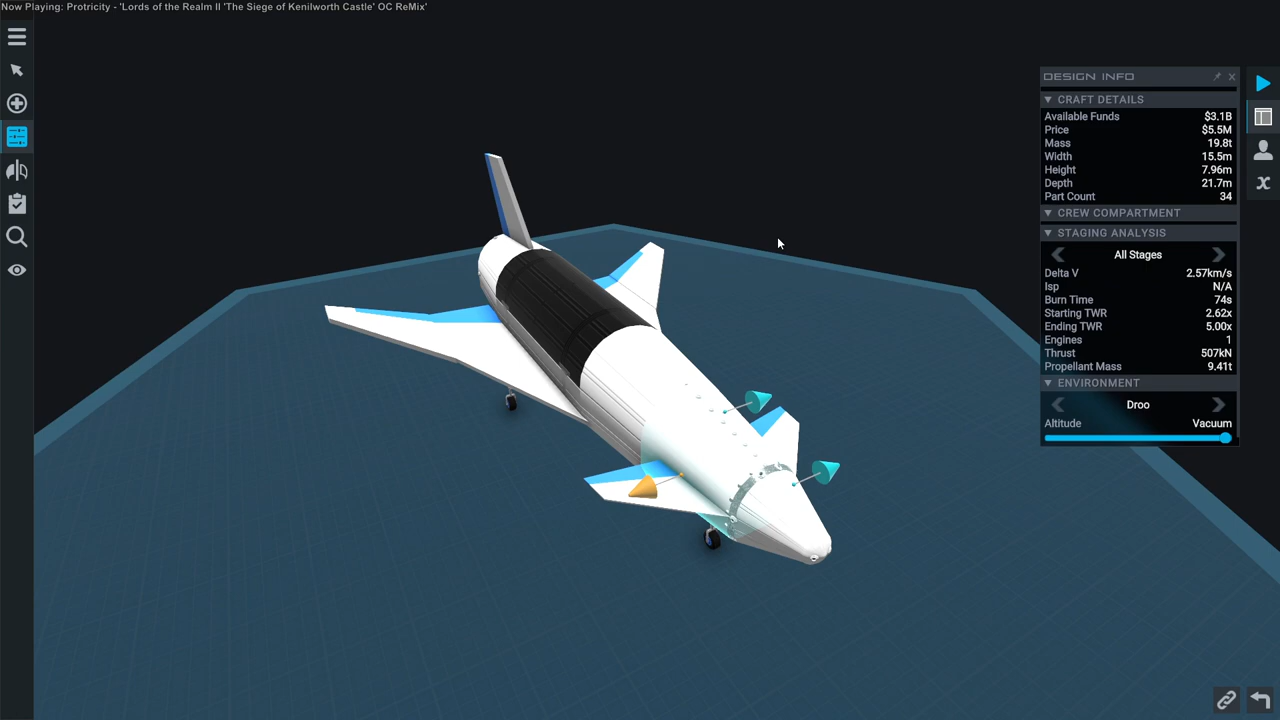 Now Playing: Protricity - 'Lords of the Realm II 'The Siege of Kenilworth Castle' OC ReMix'
DESIGN INFO
CRAFT DETAILS
Available Funds $3.1B
Price $5.5M
Mass 19.8t
Width 15.5m
Height 7.96m
Depth 21.7m
Part Count 34
CREW COMPARTMENT
STAGING ANALYSIS
All Stages
Delta V 2.57km/s
Isp N/A
Burn Time 74s
Starting TWR 2.62x
Ending TWR 5.00x
Engines 1
Thrust 507kN
Propellant Mass 9.41t
ENVIRONMENT
Droo
Altitude Vacuum